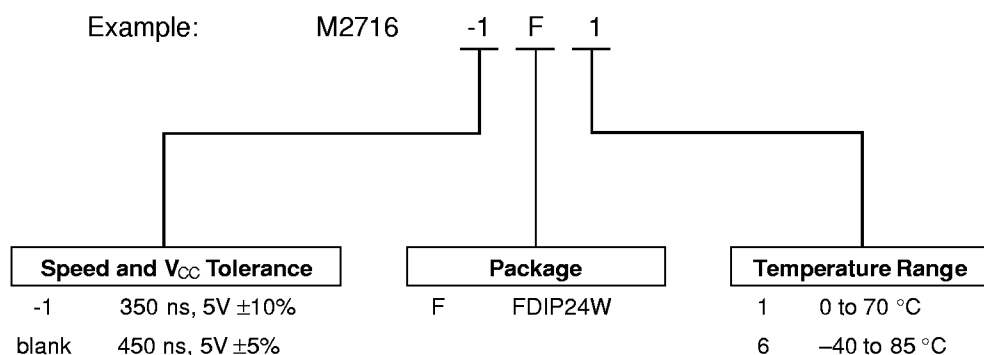 Example: M2716 -1 F 1
Speed and VCC Tolerance Package Temperature Range
-1 350 ns, 5V ±10% F FDIP24W 1 0 to 70 °C
blank 450 ns, 5V ±5% 6 –40 to 85 °C